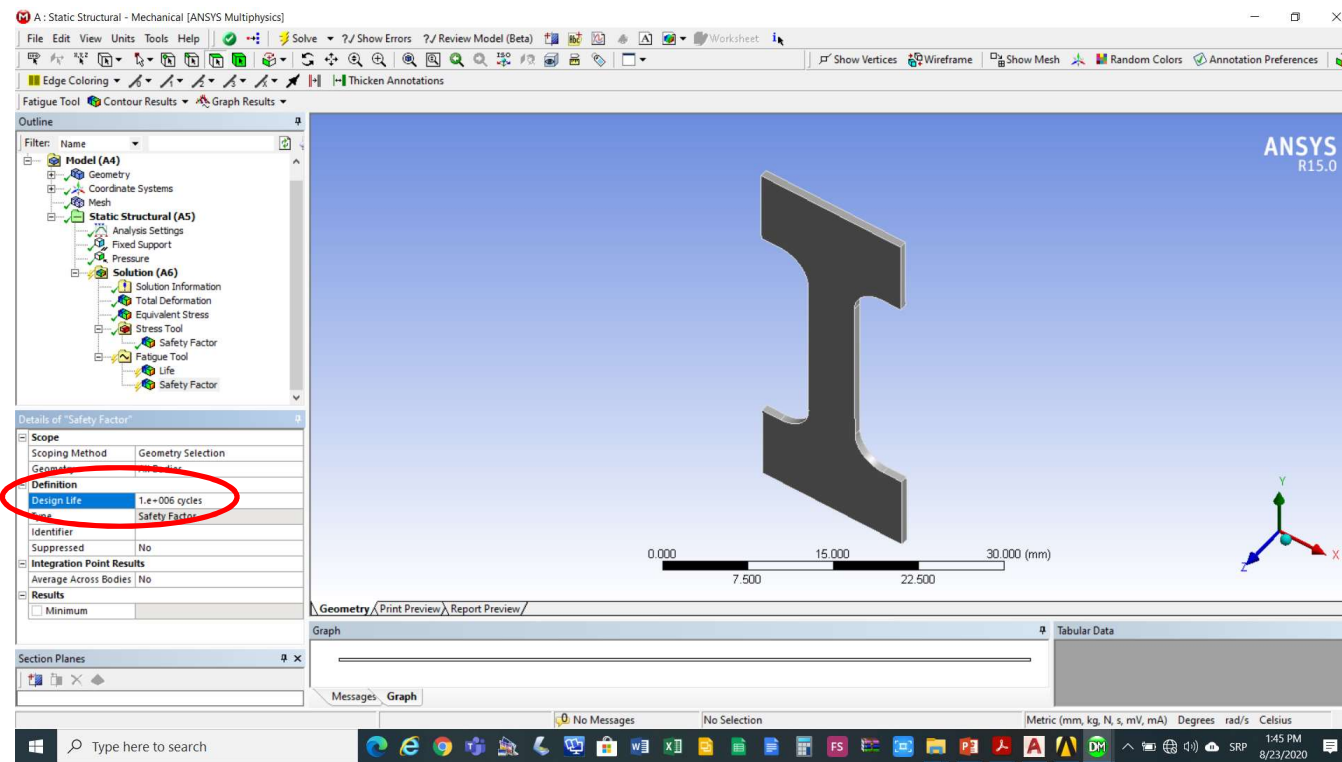 A : Static Structural - Mechanical [ANSYS Multiphysics]
File Edit View Units Tools Help Solve ?/ Show Errors ?/ Review Model (Beta) A Worksheet i
Show Vertices Wireframe Show Mesh Random Colors Annotation Preferences
Edge Coloring Thicken Annotations
Fatigue Tool Contour Results Graph Results
Outline
Filter: Name
Model (A4)
Geometry
Coordinate Systems
Mesh
Static Structural (A5)
Analysis Settings
Fixed Support
Pressure
Solution (A6)
Solution Information
Total Deformation
Equivalent Stress
Stress Tool
Safety Factor
Fatigue Tool
Life
Safety Factor
Details of "Safety Factor"
Scope
Scoping Method Geometry Selection
Geometry All Bodies
Definition
Design Life 1.e+006 cycles
Type Safety Factor
Identifier
Suppressed No
Integration Point Results
Average Across Bodies No
Results
Minimum
Section Planes
ANSYS
R15.0
0.000 15.000 30.000 (mm)
7.500 22.500
Y
X
Z
Geometry Print Preview Report Preview
Graph
Tabular Data
Messages Graph
0 No Messages No Selection Metric (mm, kg, N, s, mV, mA) Degrees rad/s Celsius
Type here to search
SRP
1:45 PM
8/23/2020